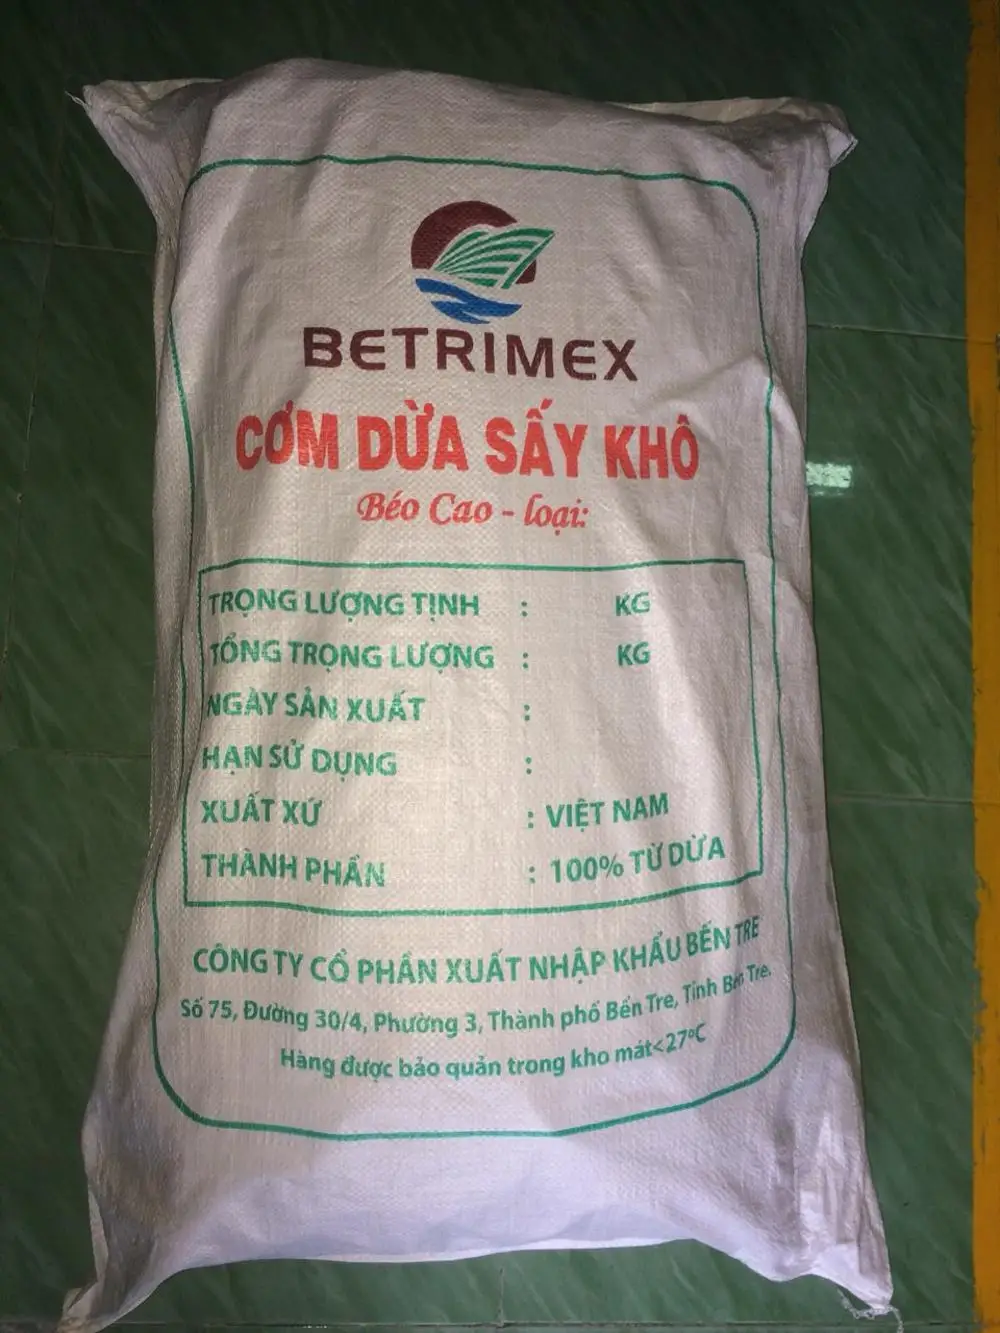 BETRIMEX
CƠM DỪA SẤY KHÔ
Béo Cao - loại:
TRỌNG LƯỢNG TỊNH : KG
TỔNG TRỌNG LƯỢNG : KG
NGÀY SẢN XUẤT :
HẠN SỬ DỤNG :
XUẤT XỨ : VIỆT NAM
THÀNH PHẦN : 100% TỪ DỪA
CÔNG TY CỔ PHẦN XUẤT NHẬP KHẨU BẾN TRE
Số 75, Đường 30/4, Phường 3, Thành phố Bến Tre, Tỉnh Bến Tre.
Hàng được bảo quản trong kho mát<27ºC